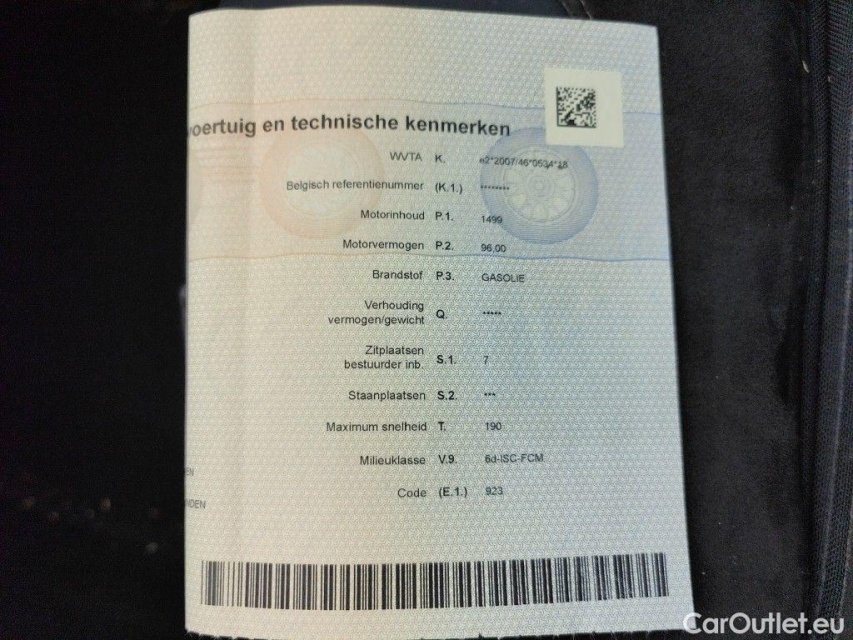 oertuig en technische kenmerken
WVTA K. e2*2007/46*0534*18
Belgisch referentienummer (K.1.) ********
Motorinhoud P.1. 1499
Motorvermogen P.2. 96,00
Brandstof P.3. GASOLIE
Verhouding
vermogen/gewicht Q. *****
Zitplaatsen
bestuurder inb. S.1. 7
Staanplaatsen S.2. ***
Maximum snelheid T. 190
Milieuklasse V.9. 6d-ISC-FCM
EN
Code (E.1.) 923
NDEN
CarOutlet.eu